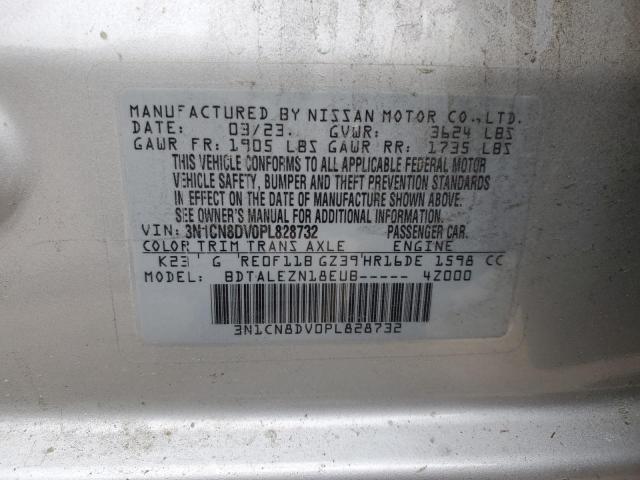 MANUFACTURED BY NISSAN MOTOR CO.,LTD.
DATE: 03/23. GVWR: 3624 LBS
GAWR FR: 1905 LBS GAWR RR: 1735 LBS
THIS VEHICLE CONFORMS TO ALL APPLICABLE FEDERAL MOTOR
VEHICLE SAFETY, BUMPER AND THEFT PREVENTION STANDARDS
IN EFFECT ON THE DATE OF MANUFACTURE SHOWN ABOVE.
SEE OWNER'S MANUAL FOR ADDITIONAL INFORMATION.
VIN: 3N1CN8DV0PL828732 PASSENGER CAR.
COLOR TRIM TRANS AXLE ENGINE
K23 G RE0F11B GZ39 HR16DE 1598 CC
MODEL: BDTALEZN18EUB----- 4Z000
3N1CN8DV0PL828732